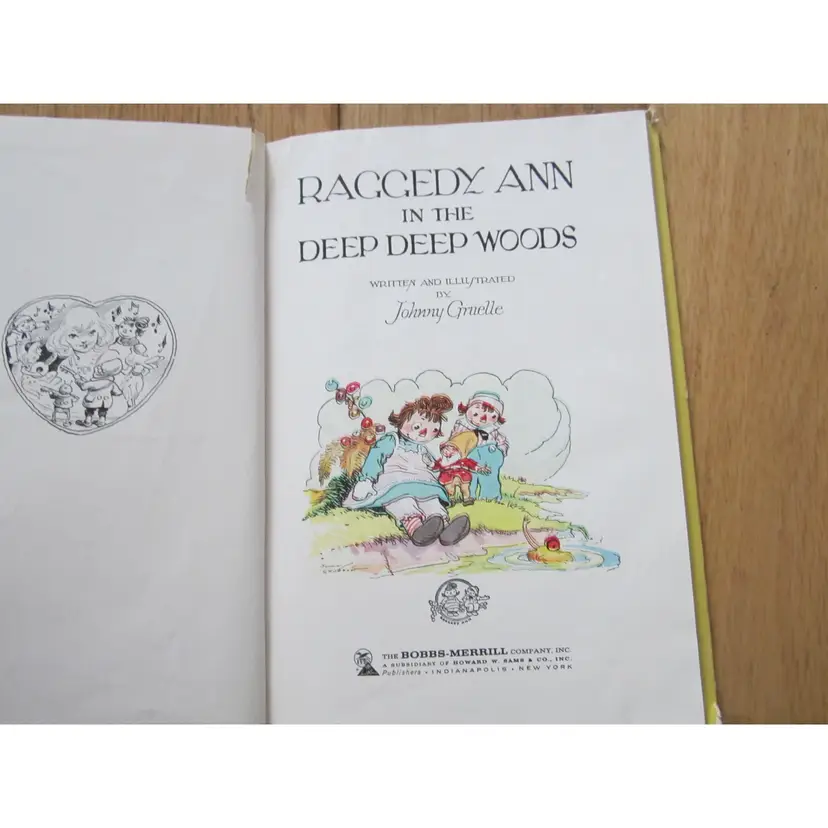 RAGGEDY ANN
IN THE
DEEP DEEP WOODS
WRITTEN AND ILLUSTRATED
BY
Johnny Gruelle
THE BOBBS-MERRILL COMPANY, INC.
A SUBSIDIARY OF HOWARD W. SAMS & CO., INC.
Publishers • INDIANAPOLIS • NEW YORK